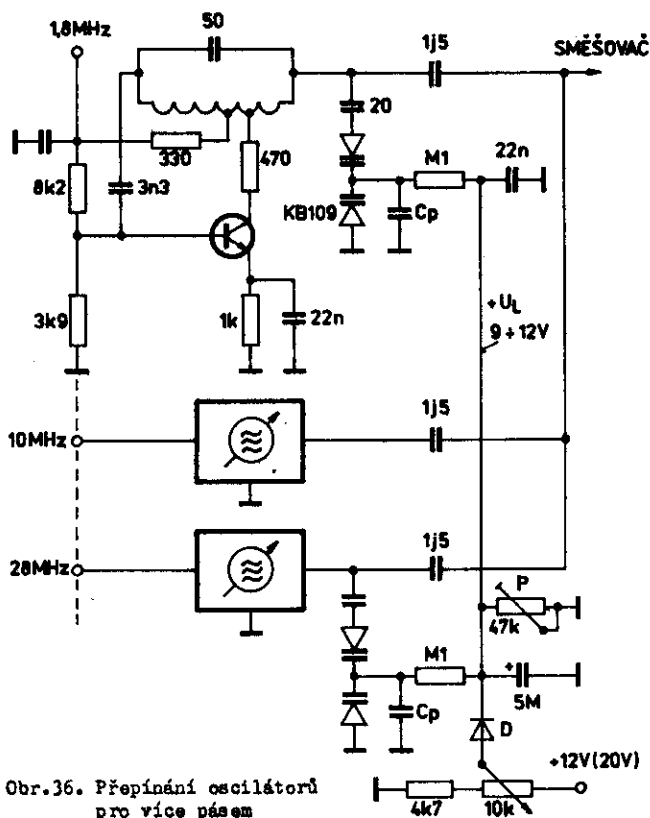 1,8MHz
50
1j5
SMĚŠOVAČ
20
330
470
M1
22n
8k2
3n3
KB109
Cp
+UL
9÷12V
3k9
1k
22n
1j5
10MHz
1j5
28MHz
P
47k
M1
+
5M
Cp
D
+12V(20V)
4k7
10k
Obr.36. Přepínání oscilátorů
pro více pásem